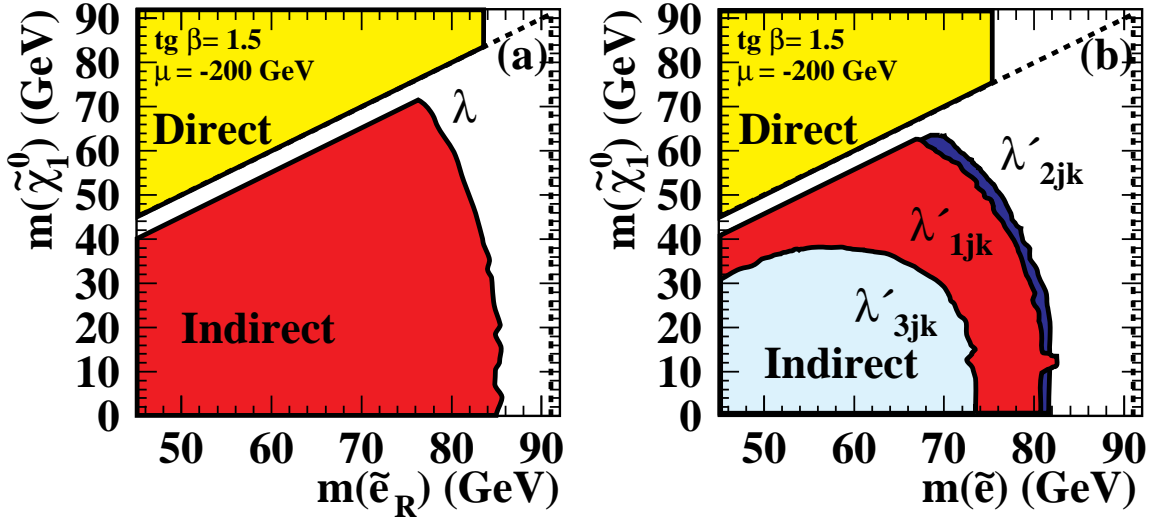 m(χ̃₁⁰) (GeV)
90
80
70
60
50
40
30
20
10
0
tg β= 1.5
μ = -200 GeV
(a)
λ
Direct
Indirect
50 60 70 80 90
m(ẽ_R) (GeV)
m(χ̃₁⁰) (GeV)
90
80
70
60
50
40
30
20
10
0
tg β= 1.5
μ = -200 GeV
(b)
Direct
λ´2jk
λ´1jk
λ´3jk
Indirect
50 60 70 80 90
m(ẽ) (GeV)